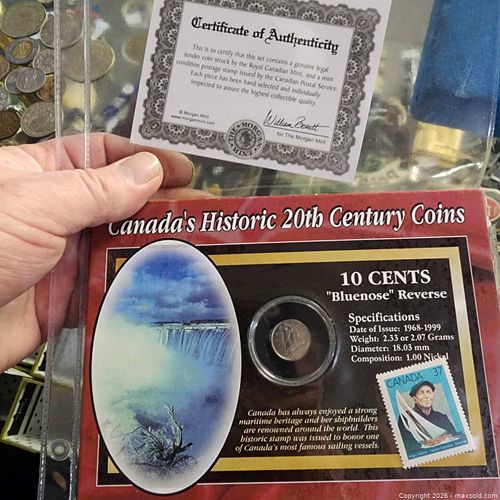 Certificate of Authenticity
This is to certify that this set contains a genuine legal
tender coin struck by the Royal Canadian Mint, and a mint
condition postage stamp issued by the Canadian Postal Service.
Each piece has been hand selected and individually
inspected to assure the highest collectible quality.
© Morgan Mint
www.morganmint.com
for The Morgan Mint
Canada's Historic 20th Century Coins
10 CENTS
"Bluenose" Reverse
Specifications
Date of Issue: 1968-1999
Weight: 2.33 or 2.07 Grams
Diameter: 18.03 mm
Composition: 1.00 Nickel
CANADA 37
Canada has always enjoyed a strong
maritime heritage and her shipbuilders
are renowned around the world. This
historic stamp was issued to honor one
of Canada's most famous sailing vessels.
Copyright 2026 - maxsold.com